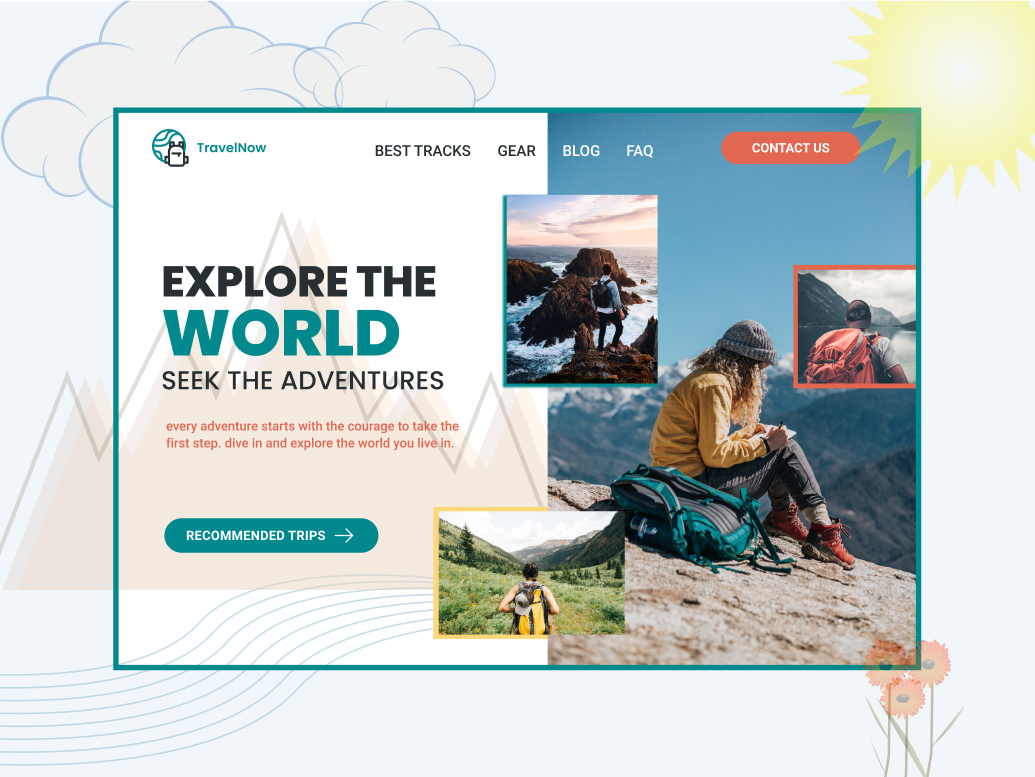 TravelNow
BEST TRACKS GEAR BLOG FAQ
CONTACT US
EXPLORE THE
WORLD
SEEK THE ADVENTURES
every adventure starts with the courage to take the
first step. dive in and explore the world you live in.
RECOMMENDED TRIPS